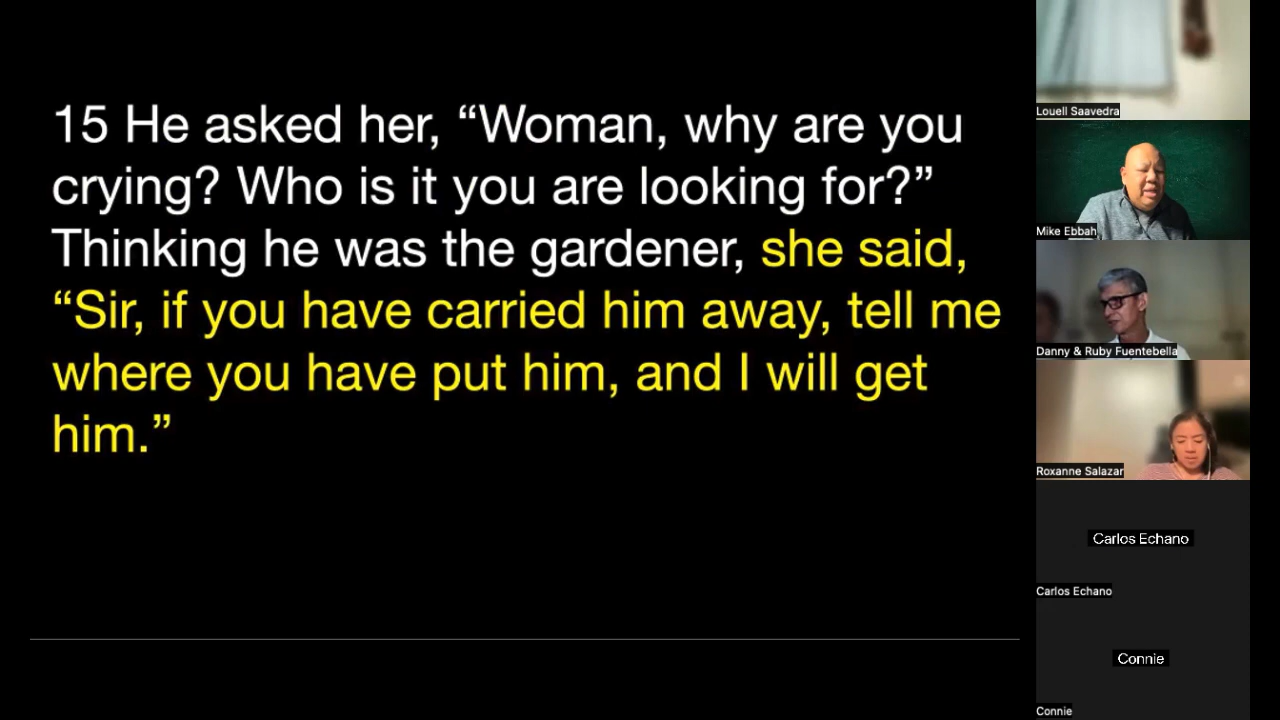 15 He asked her, “Woman, why are you
crying? Who is it you are looking for?”
Thinking he was the gardener, she said,
“Sir, if you have carried him away, tell me
where you have put him, and I will get
him.”
Louell Saavedra
Mike Ebbah
Danny & Ruby Fuentebella
Roxanne Salazar
Carlos Echano
Carlos Echano
Connie
Connie